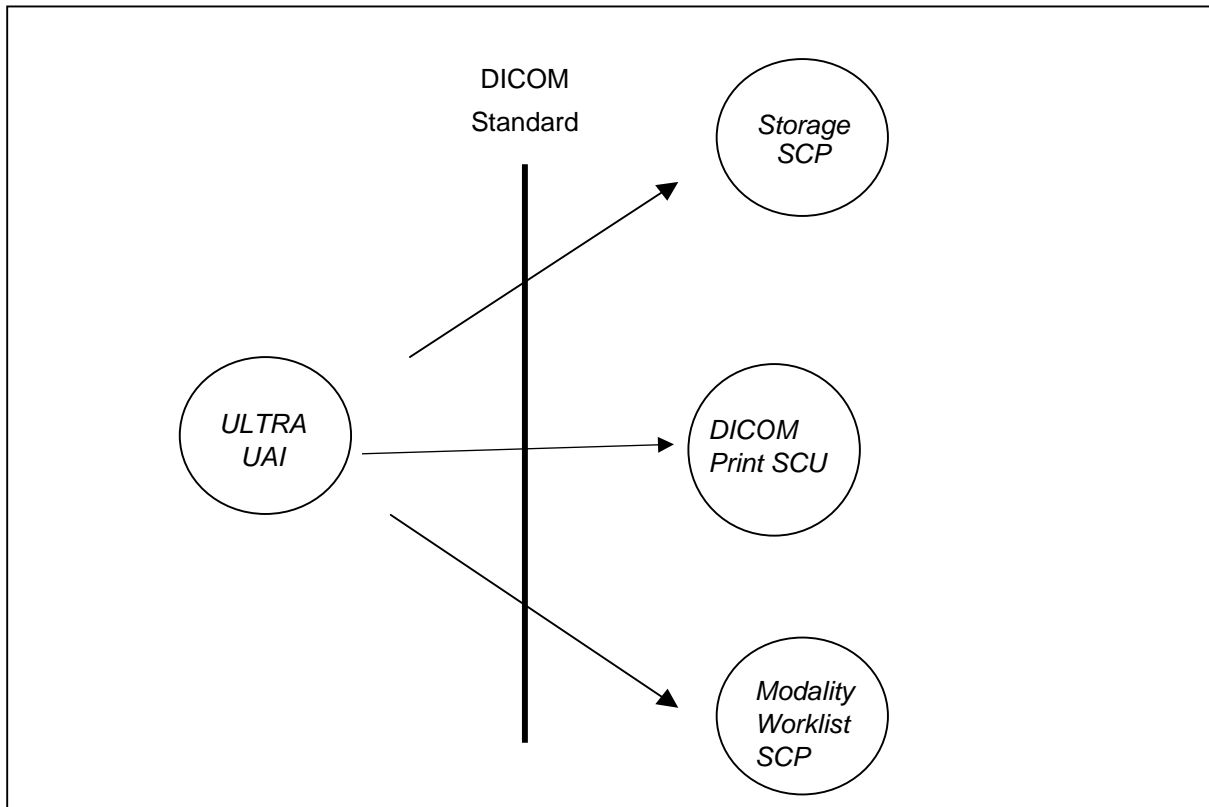 DICOM
Standard
Storage
SCP
ULTRA
UAI
DICOM
Print SCU
Modality
Worklist
SCP